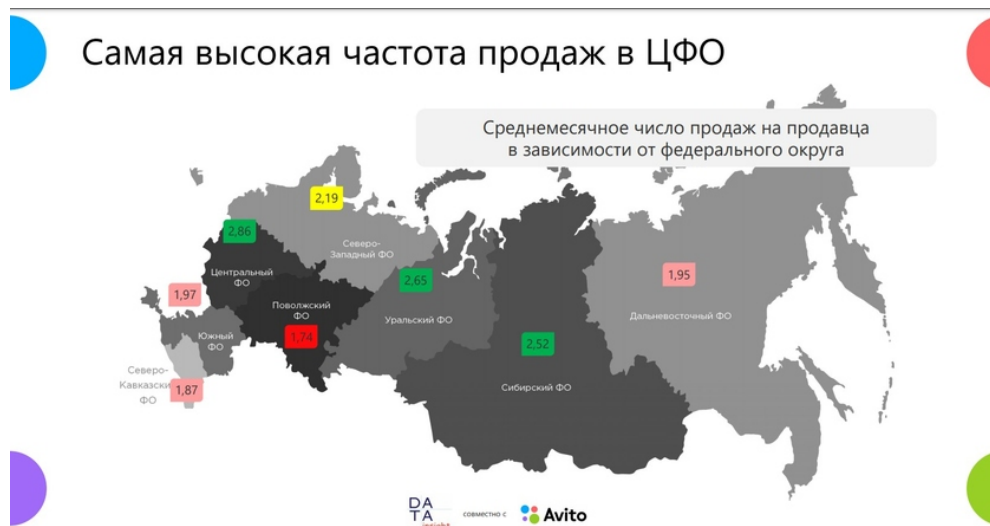 Самая высокая частота продаж в ЦФО
Среднемесячное число продаж на продавца
в зависимости от федерального округа
2,19
2,86
Северо-
Западный ФО
Центральный
ФО
2,65
1,95
1,97
Поволжский
ФО
Уральский ФО
Дальневосточный ФО
Южный
ФО
1,74
2,52
Северо-
Кавказски
ФО
1,87
Сибирский ФО
DA
TA
insight
совместно с
Avito